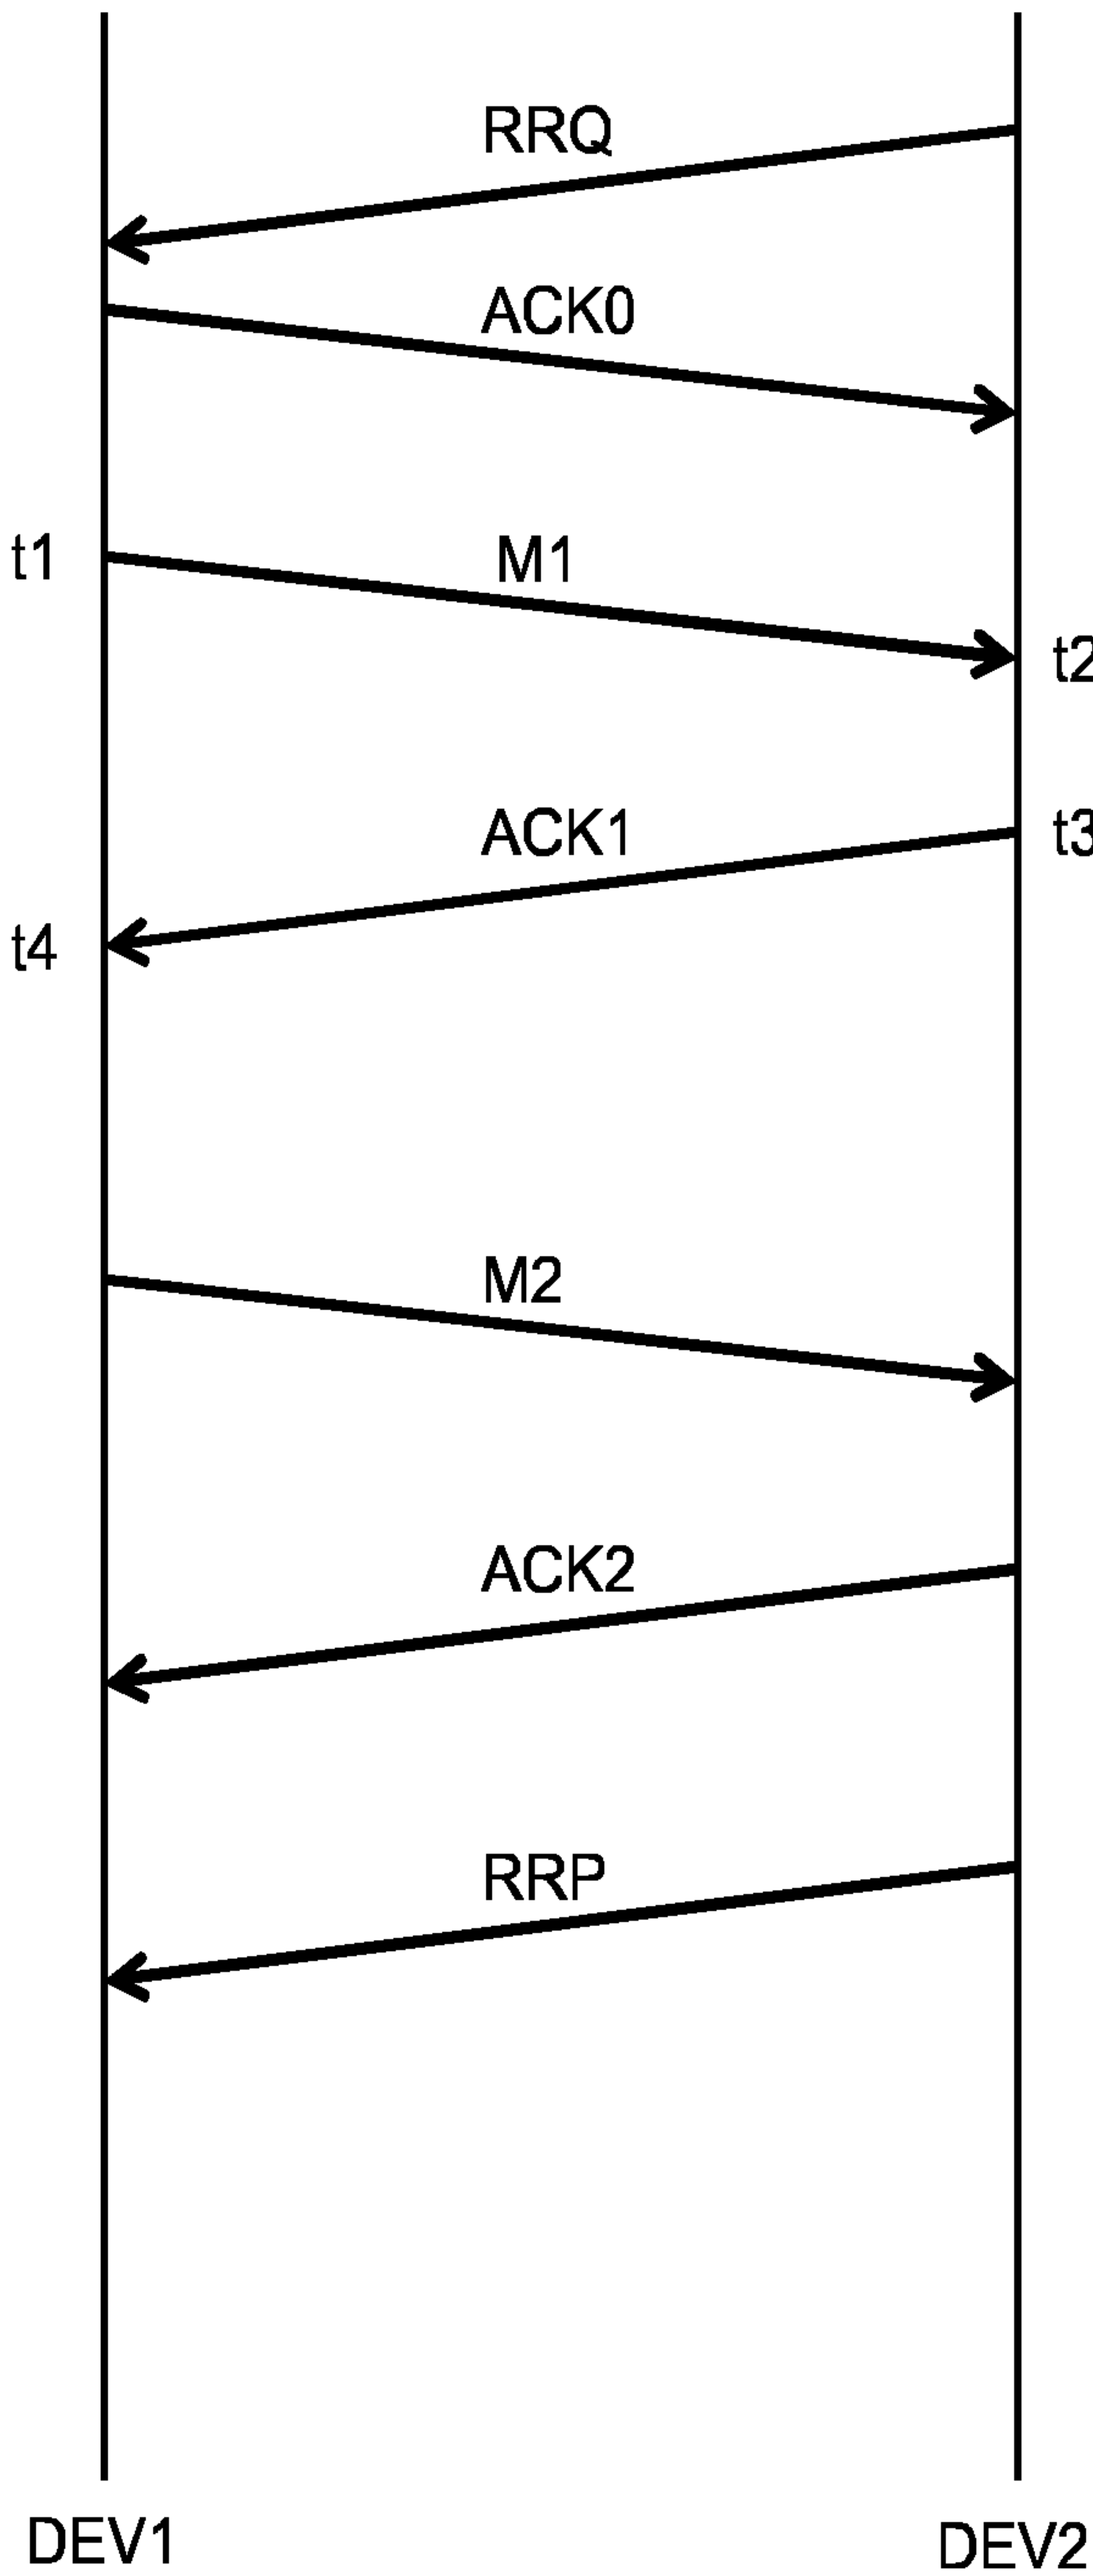 RRQ
ACK0
t1
M1
t2
ACK1
t3
t4
M2
ACK2
RRP
DEV1
DEV2